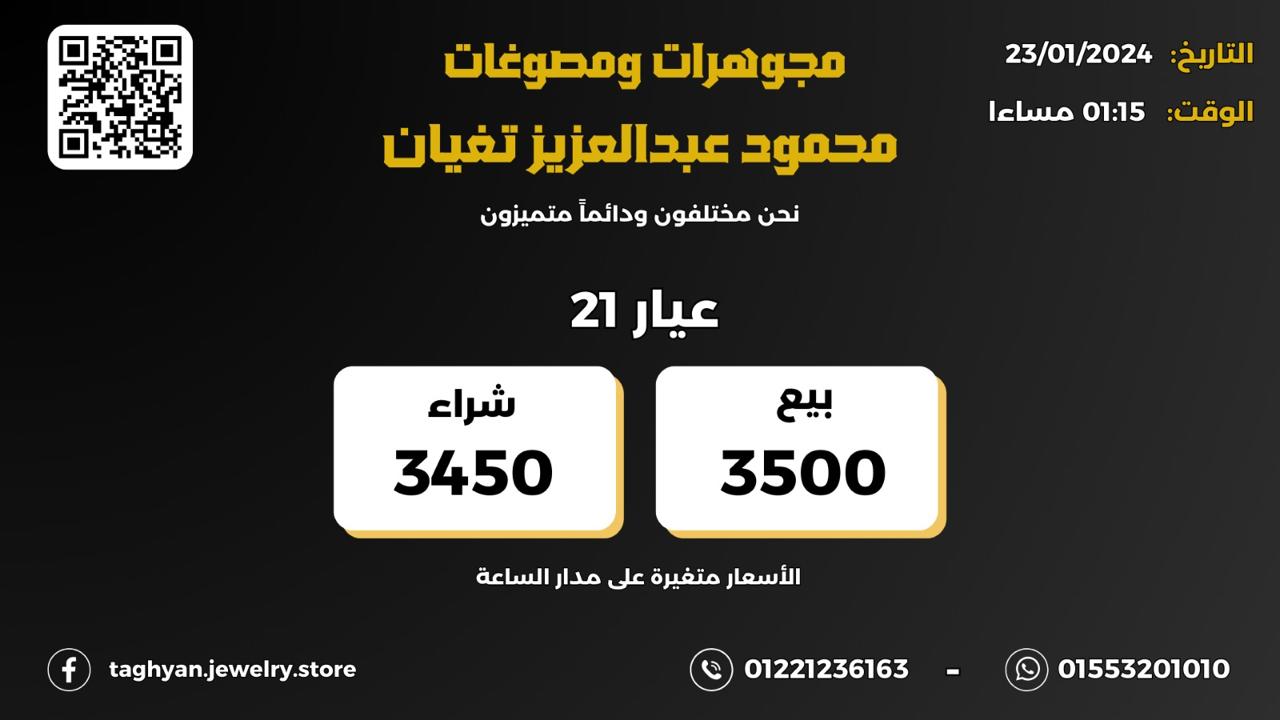 التاريخ: 23/01/2024
الوقت: 01:15 مساءا
مجوهرات ومصوغات
محمود عبدالعزيز تغيان
نحن مختلفون ودائماً متميزون
عيار 21
بيع
3500
شراء
3450
الأسعار متغيرة على مدار الساعة
01553201010 - 01221236163
taghyan.jewelry.store